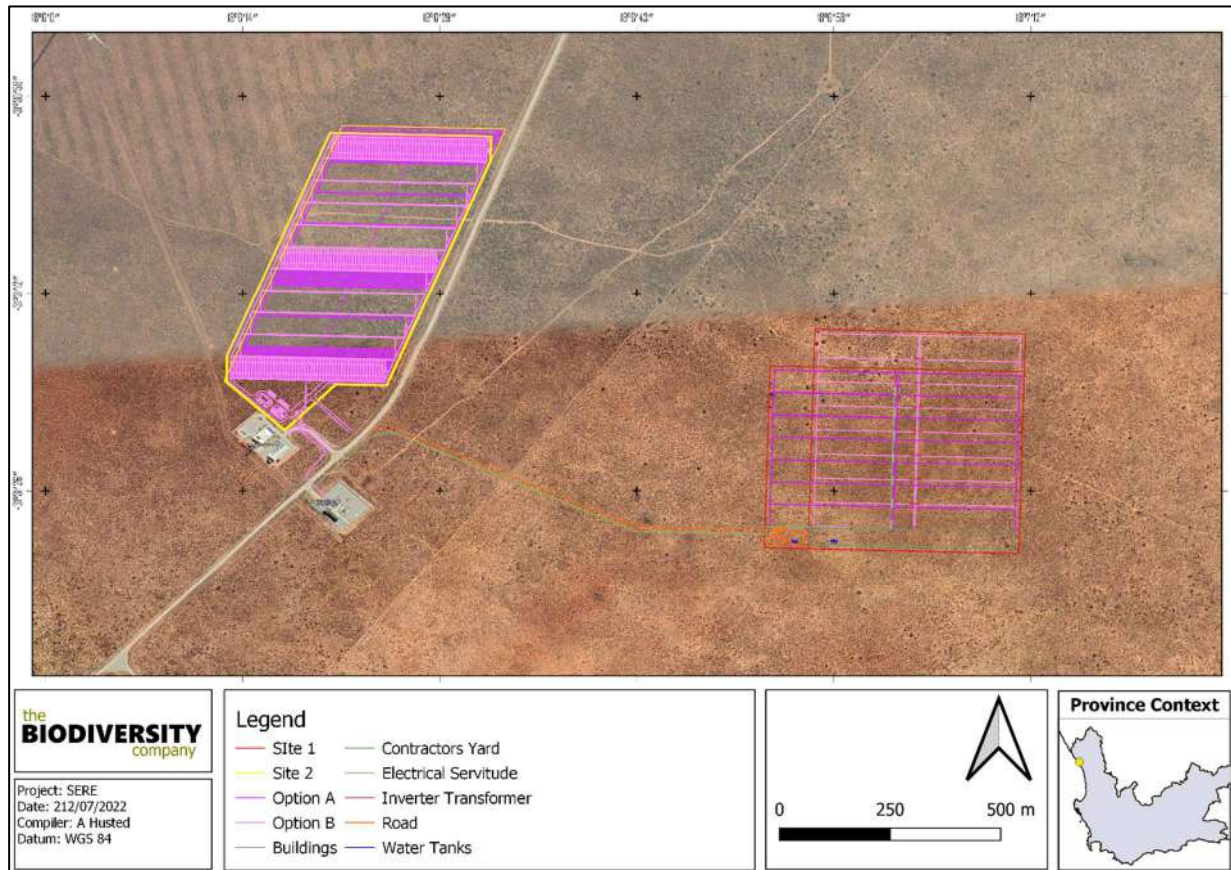 the
BIODIVERSITY
company
Project: SERE
Date: 212/07/2022
Compiler: A Husted
Datum: WGS 84
Legend
SIte 1
Site 2
Option A
Option B
Buildings
Contractors Yard
Electrical Servitude
Inverter Transformer
Road
Water Tanks
0 250 500 m
Province Context